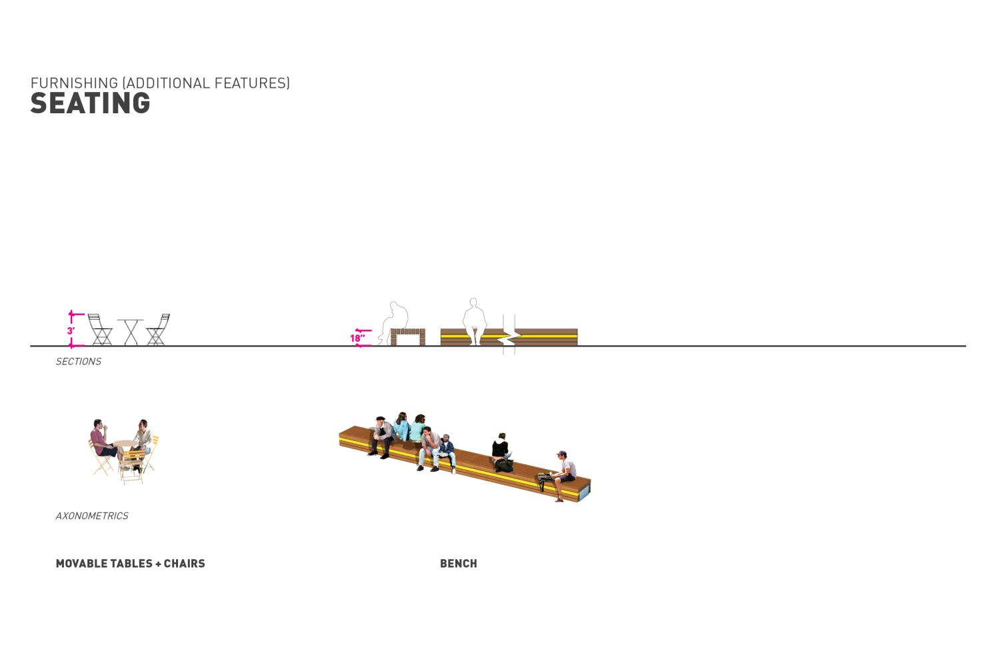 FURNISHING (ADDITIONAL FEATURES)
SEATING
3'
18"
SECTIONS
AXONOMETRICS
MOVABLE TABLES + CHAIRS
BENCH